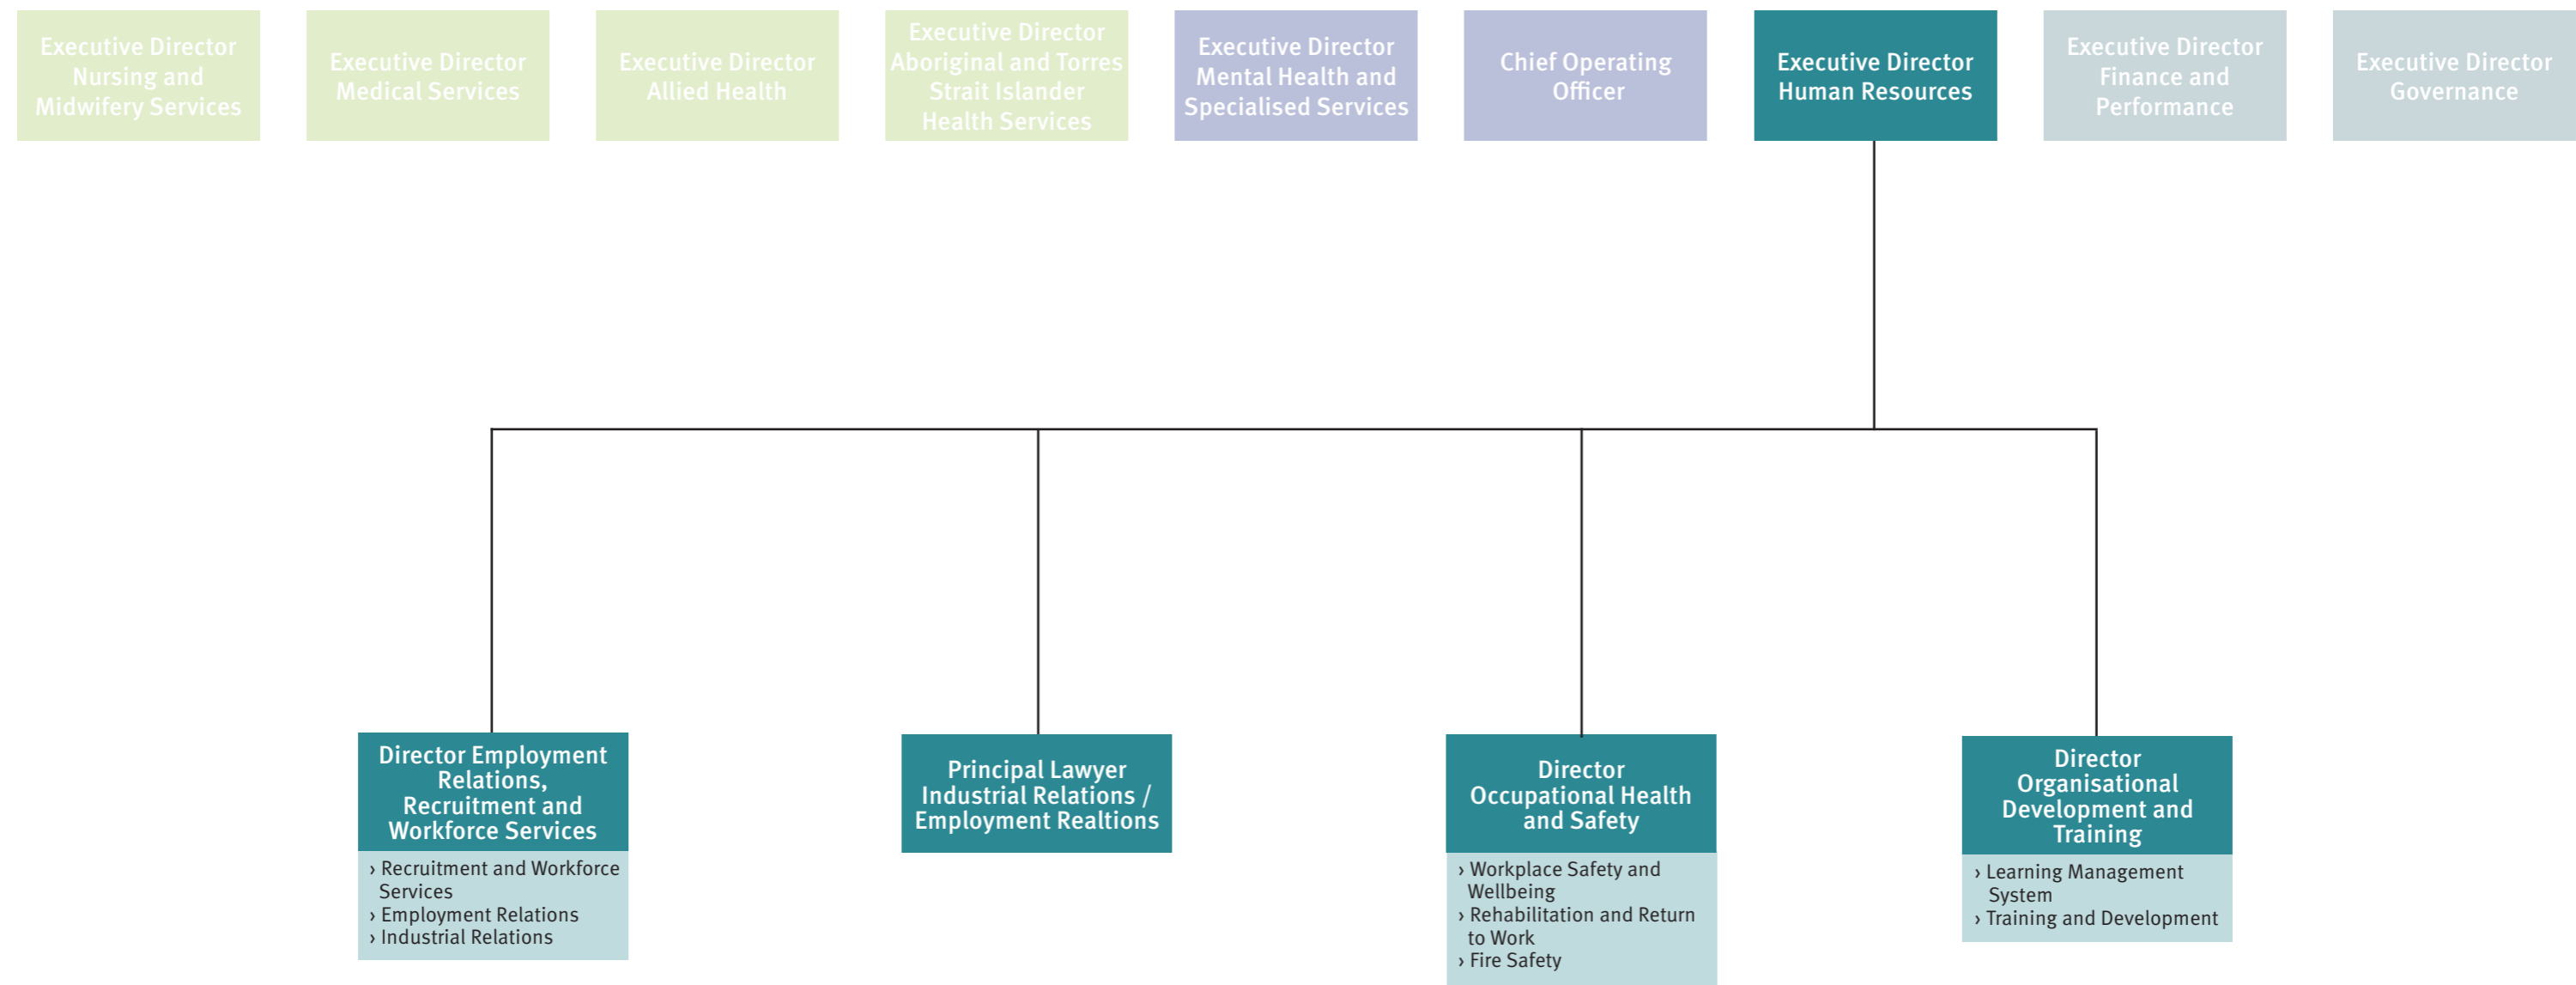 Executive Director
Nursing and
Midwifery Services
Executive Director
Medical Services
Executive Director
Allied Health
Executive Director
Aboriginal and Torres
Strait Islander
Health Services
Executive Director
Mental Health and
Specialised Services
Chief Operating
Officer
Executive Director
Human Resources
Executive Director
Finance and
Performance
Executive Director
Governance
Director Employment
Relations,
Recruitment and
Workforce Services
› Recruitment and Workforce
Services
› Employment Relations
› Industrial Relations
Principal Lawyer
Industrial Relations /
Employment Realtions
Director
Occupational Health
and Safety
› Workplace Safety and
Wellbeing
› Rehabilitation and Return
to Work
› Fire Safety
Director
Organisational
Development and
Training
› Learning Management
System
› Training and Development